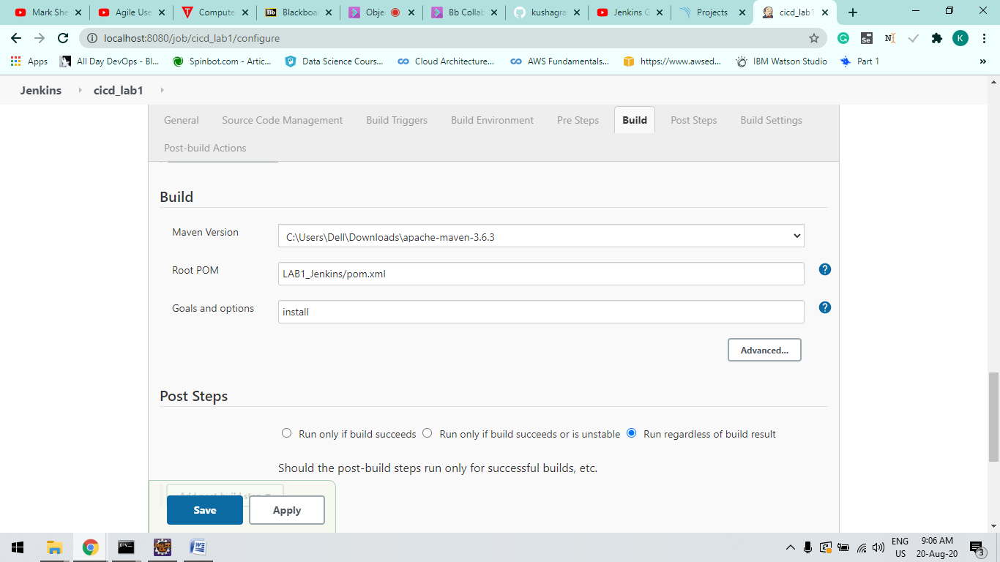 Mark She
Agile Use
Compute
Blackboar
Obje
Bb Collab
kushagra
Jenkins G
Projects
cicd_lab1
localhost:8080/job/cicd_lab1/configure
Apps
All Day DevOps - Bl...
Spinbot.com - Artic...
Data Science Cours...
Cloud Architecture...
AWS Fundamentals...
https://www.awsed...
IBM Watson Studio
Part 1
»
Jenkins
cicd_lab1
General
Source Code Management
Build Triggers
Build Environment
Pre Steps
Build
Post Steps
Build Settings
Post-build Actions
Build
Maven Version
C:\Users\Dell\Downloads\apache-maven-3.6.3
Root POM
LAB1_Jenkins/pom.xml
Goals and options
install
Advanced...
Post Steps
Run only if build succeeds
Run only if build succeeds or is unstable
Run regardless of build result
Should the post-build steps run only for successful builds, etc.
Add post-build step
Save
Apply
ENG
US
9:06 AM
20-Aug-20
3